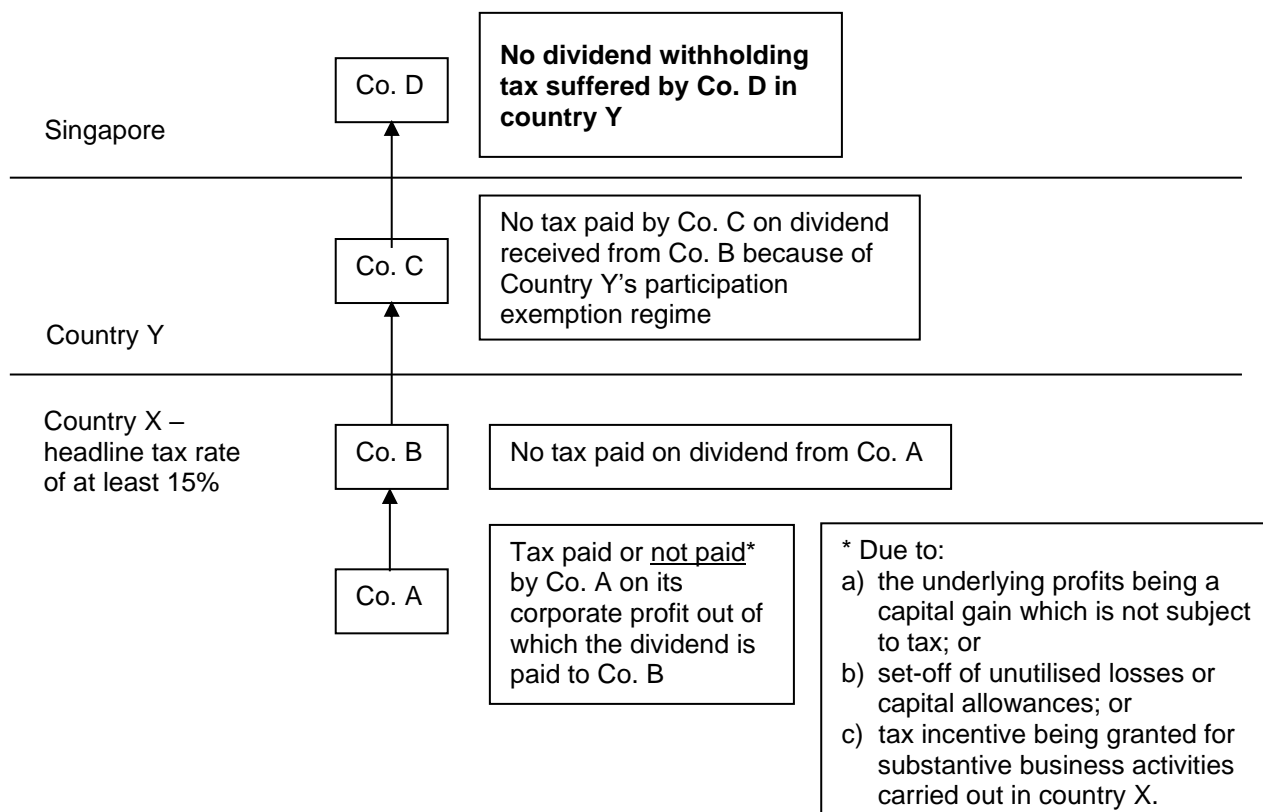 No dividend withholding
tax suffered by Co. D in
country Y
Co. D
Singapore
No tax paid by Co. C on dividend
received from Co. B because of
Country Y's participation
exemption regime
Co. C
Country Y
Country X –
headline tax rate
of at least 15%
Co. B
No tax paid on dividend from Co. A
Co. A
Tax paid or not paid*
by Co. A on its
corporate profit out of
which the dividend is
paid to Co. B
* Due to:
a) the underlying profits being a
capital gain which is not subject
to tax; or
b) set-off of unutilised losses or
capital allowances; or
c) tax incentive being granted for
substantive business activities
carried out in country X.